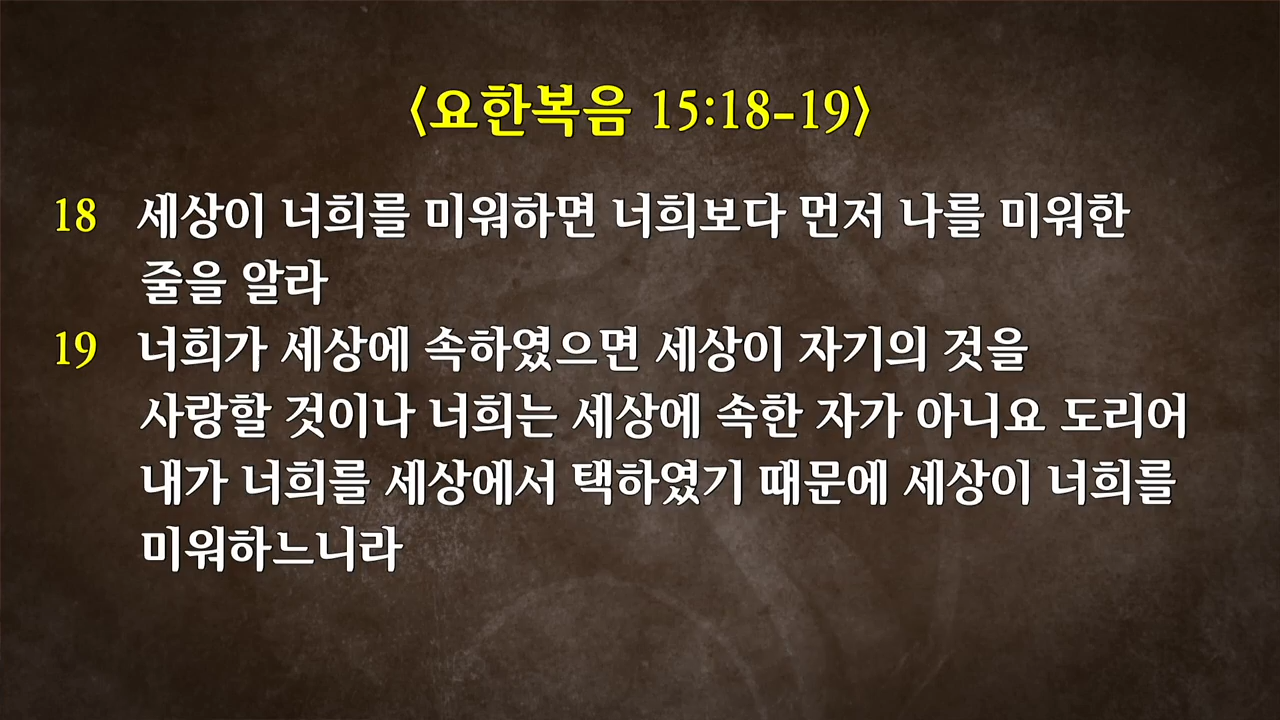 〈요한복음 15:18-19〉
18 세상이 너희를 미워하면 너희보다 먼저 나를 미워한
줄을 알라
19 너희가 세상에 속하였으면 세상이 자기의 것을
사랑할 것이나 너희는 세상에 속한 자가 아니요 도리어
내가 너희를 세상에서 택하였기 때문에 세상이 너희를
미워하느니라